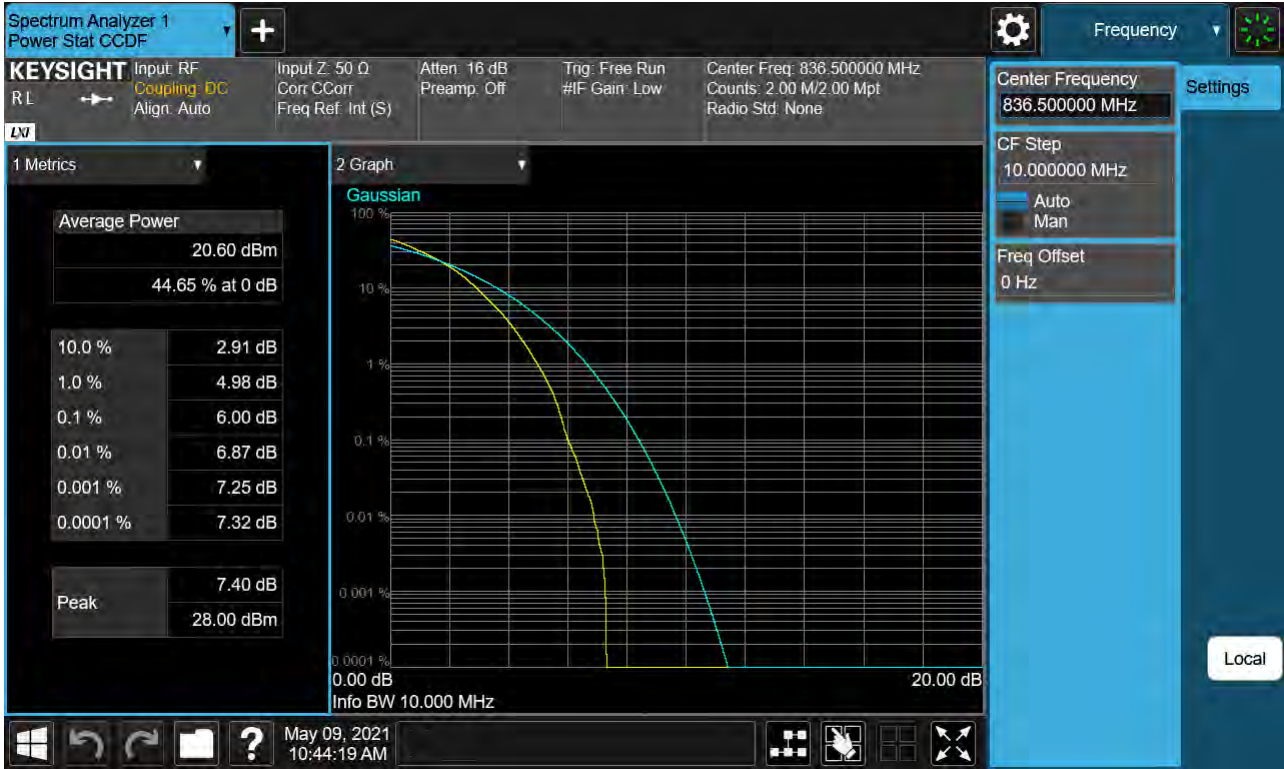 Spectrum Analyzer 1
Power Stat CCDF
Frequency
KEYSIGHT
R L
LXI
Input: RF
Coupling: DC
Align: Auto
Input Z: 50 Ω
Corr CCorr
Freq Ref: Int (S)
Atten: 16 dB
Preamp: Off
Trig: Free Run
#IF Gain: Low
Center Freq: 836.500000 MHz
Counts: 2.00 M/2.00 Mpt
Radio Std: None
Center Frequency
836.500000 MHz
Settings
CF Step
10.000000 MHz
Auto
Man
Freq Offset
0 Hz
Local
1 Metrics
Average Power
20.60 dBm
44.65 % at 0 dB
10.0 % 2.91 dB
1.0 % 4.98 dB
0.1 % 6.00 dB
0.01 % 6.87 dB
0.001 % 7.25 dB
0.0001 % 7.32 dB
Peak
7.40 dB
28.00 dBm
2 Graph
Gaussian
100 %
10 %
1 %
0.1 %
0.01 %
0.001 %
0.0001 %
0.00 dB 20.00 dB
Info BW 10.000 MHz
?
May 09, 2021
10:44:19 AM